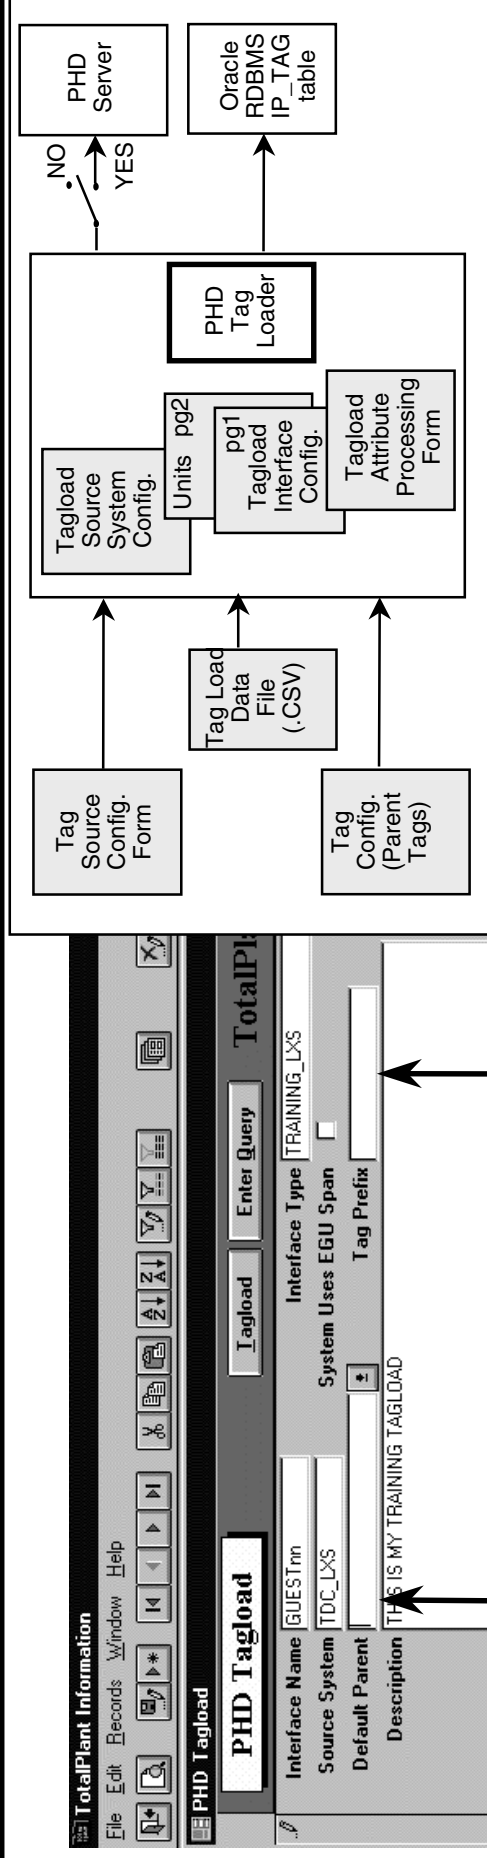 TotalPlant Information
File Edit Records Window Help
PHD Tagload
PHD Tagload
Tagload
Enter Query
TotalPl
Interface Name GUESTnn
Interface Type TRAINING_LXS
Source System TDC_LXS
System Uses EGU Span
Default Parent
Tag Prefix
Description THIS IS MY TRAINING TAGLOAD
Tag
Source
Config.
Form
Tag Load
Data
File
(.CSV)
Tag
Config.
(Parent
Tags)
Tagload
Source
System
Config.
Units pg2
pg1
Tagload
Interface
Config.
Tagload
Attribute
Processing
Form
PHD
Tag
Loader
NO
YES
PHD
Server
Oracle
RDBMS
IP_TAG
table